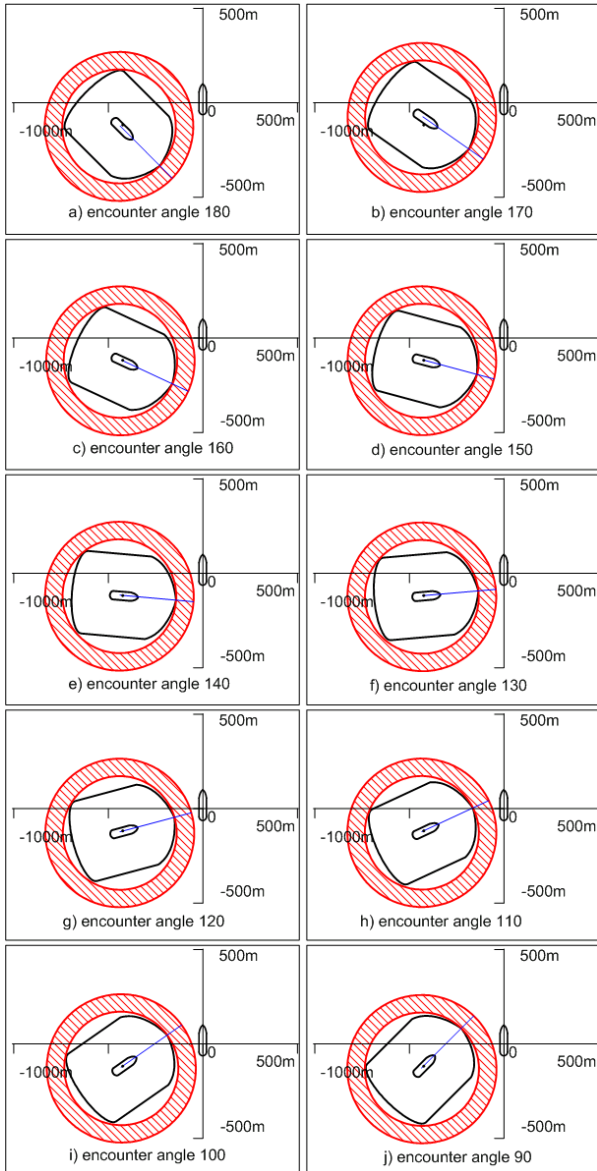 500m
500m
0
0
-1000m
500m
-1000m
500m
-500m
-500m
a) encounter angle 180
b) encounter angle 170
500m
500m
0
0
-1000m
500m
-1000m
500m
-500m
-500m
c) encounter angle 160
d) encounter angle 150
500m
500m
0
0
-1000m
500m
-1000m
500m
-500m
-500m
e) encounter angle 140
f) encounter angle 130
500m
500m
0
0
-1000m
500m
-1000m
500m
-500m
-500m
g) encounter angle 120
h) encounter angle 110
500m
500m
0
0
-1000m
500m
-1000m
500m
-500m
-500m
i) encounter angle 100
j) encounter angle 90